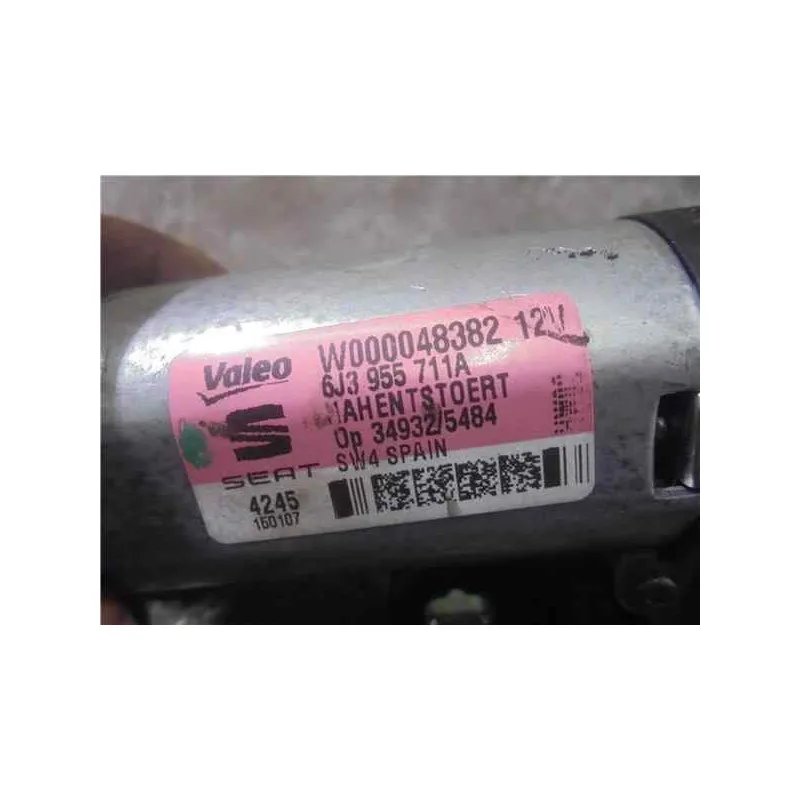 Valeo
W000048382 12V
6J3 955 711A
NAHENTSTOERT
Op 34932/5484
SW4 SPAIN
SEAT
4245
150107